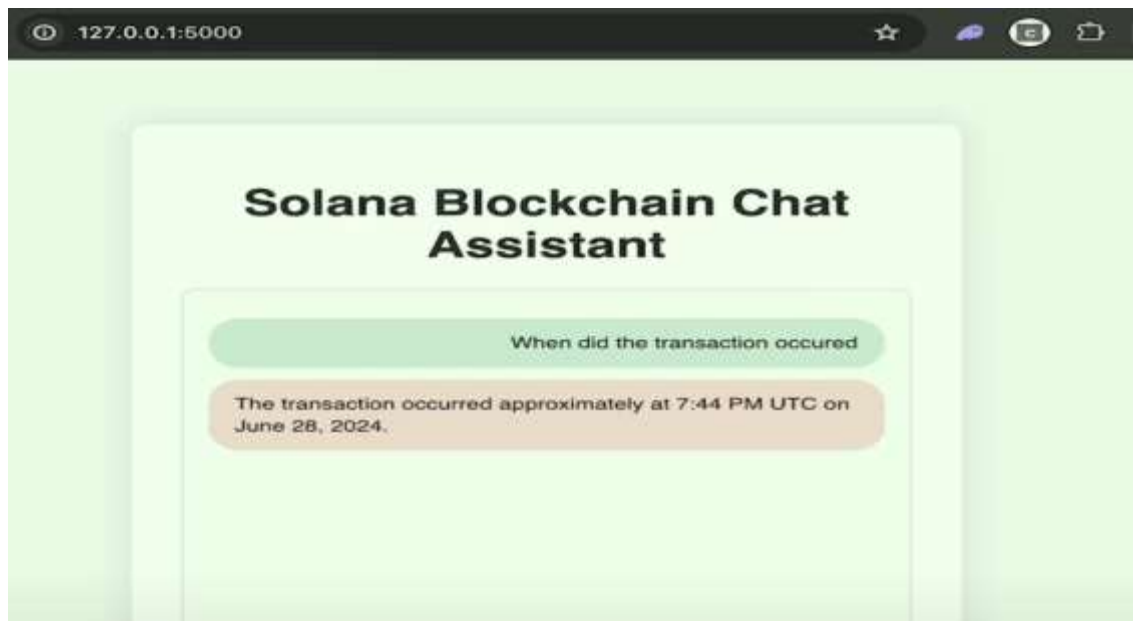 127.0.0.1:5000
Solana Blockchain Chat
Assistant
When did the transaction occured
The transaction occurred approximately at 7:44 PM UTC on
June 28, 2024.